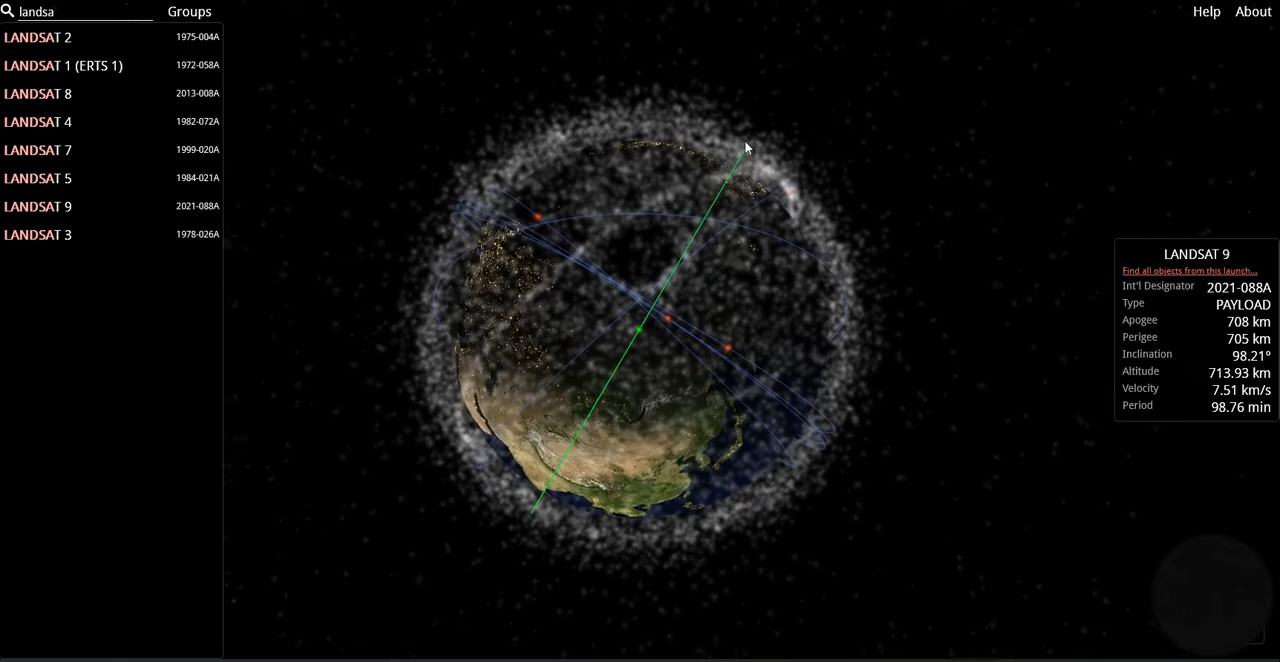 landsa Groups Help About
LANDSAT 2 1975-004A
LANDSAT 1 (ERTS 1) 1972-058A
LANDSAT 8 2013-008A
LANDSAT 4 1982-072A
LANDSAT 7 1999-020A
LANDSAT 5 1984-021A
LANDSAT 9 2021-088A
LANDSAT 3 1978-026A
LANDSAT 9
Find all objects from this launch...
Int'l Designator 2021-088A
Type PAYLOAD
Apogee 708 km
Perigee 705 km
Inclination 98.21º
Altitude 713.93 km
Velocity 7.51 km/s
Period 98.76 min